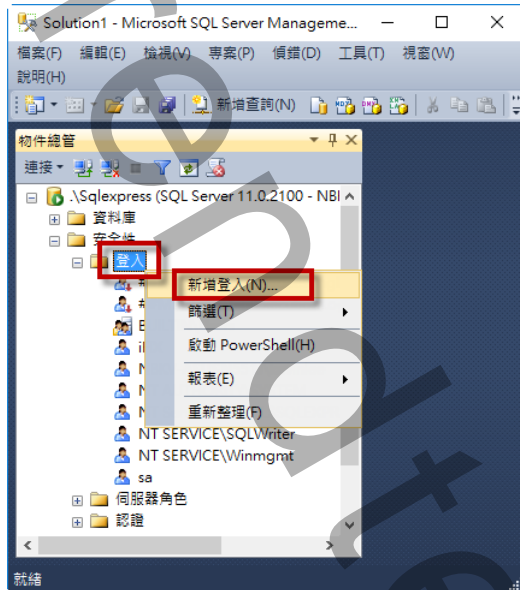 Solution1 - Microsoft SQL Server Manageme...
檔案(F) 編輯(E) 檢視(V) 專案(P) 偵錯(D) 工具(T) 視窗(W)
說明(H)
新增查詢(N)
物件總管
連接
.\Sqlexpress (SQL Server 11.0.2100 - NBI
資料庫
安全性
登入
新增登入(N)...
篩選(T)
啟動 PowerShell(H)
報表(E)
重新整理(F)
NT SERVICE\SQLWriter
NT SERVICE\Winmgmt
sa
伺服器角色
認證
就緒